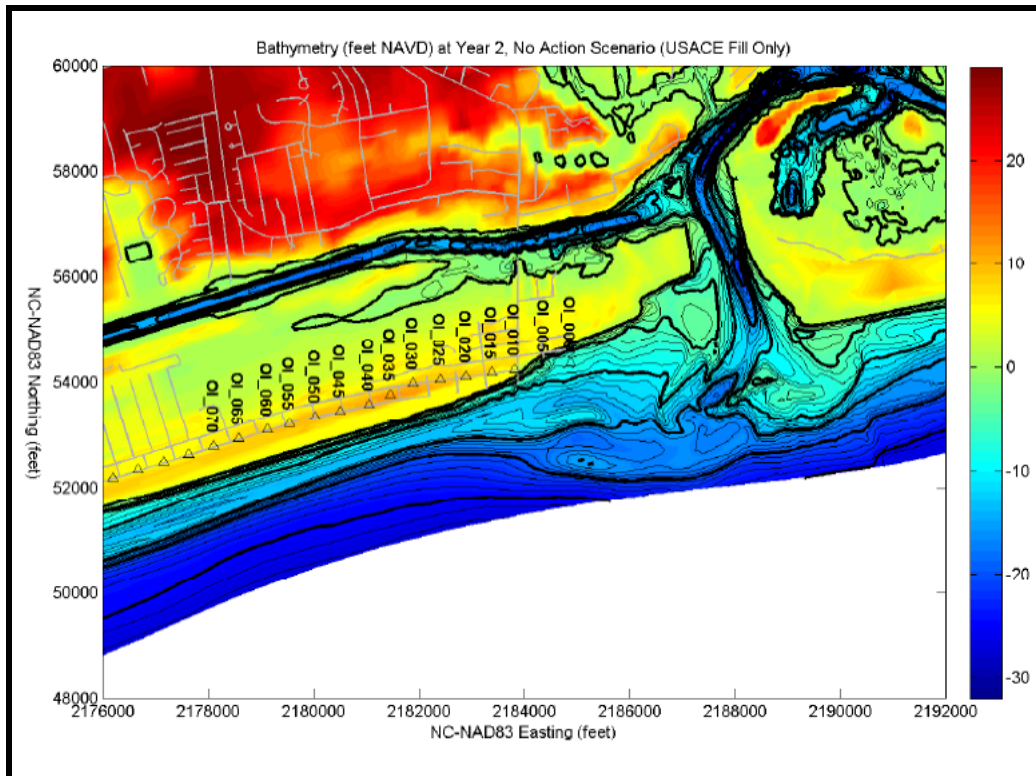 Bathymetry (feet NAVD) at Year 2, No Action Scenario (USACE Fill Only)
60000
58000
56000
54000
52000
50000
48000
NC-NAD83 Northing (feet)
OI_070
OI_065
OI_060
OI_055
OI_050
OI_045
OI_040
OI_035
OI_030
OI_025
OI_020
OI_015
OI_010
OI_005
OI_000
20
10
0
-10
-20
-30
2176000
2178000
2180000
2182000
2184000
2186000
2188000
2190000
2192000
NC-NAD83 Easting (feet)